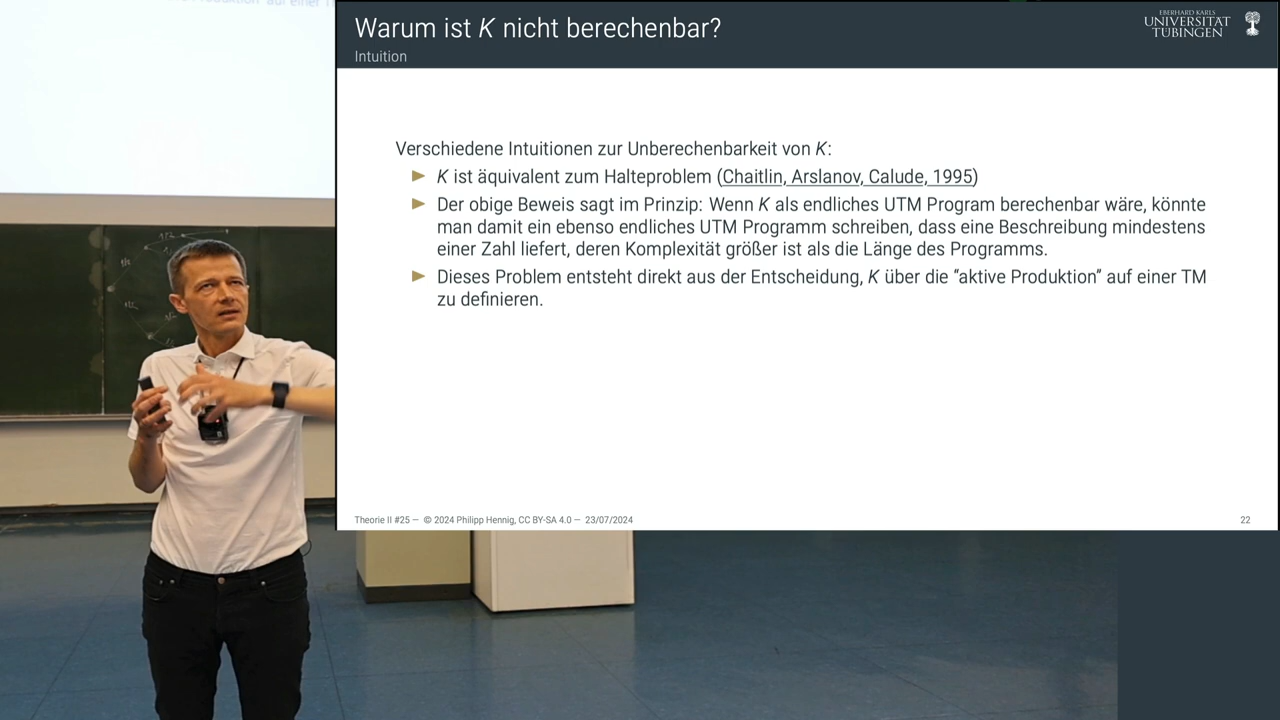 Warum ist K nicht berechenbar?
Intuition
EBERHARD KARLS
UNIVERSITAT
TUBINGEN
Verschiedene Intuitionen zur Unberechenbarkeit von K:
K ist äquivalent zum Halteproblem (Chaitlin, Arslanov, Calude, 1995)
Der obige Beweis sagt im Prinzip: Wenn K als endliches UTM Program berechenbar wäre, könnte
man damit ein ebenso endliches UTM Programm schreiben, dass eine Beschreibung mindestens
einer Zahl liefert, deren Komplexität größer ist als die Länge des Programms.
Dieses Problem entsteht direkt aus der Entscheidung, K über die “aktive Produktion” auf einer TM
zu definieren.
Theorie II #25 — © 2024 Philipp Hennig, CC BY-SA 4.0 — 23/07/2024
22